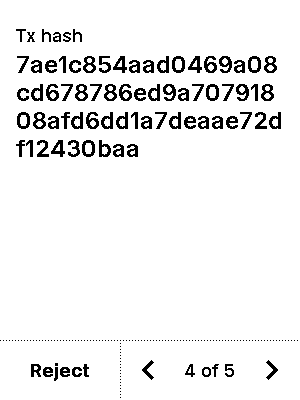 Tx hash
7ae1c854aad0469a08
cd678786ed9a707918
08afd6dd1a7deaae72d
f12430baa
Reject
4 of 5